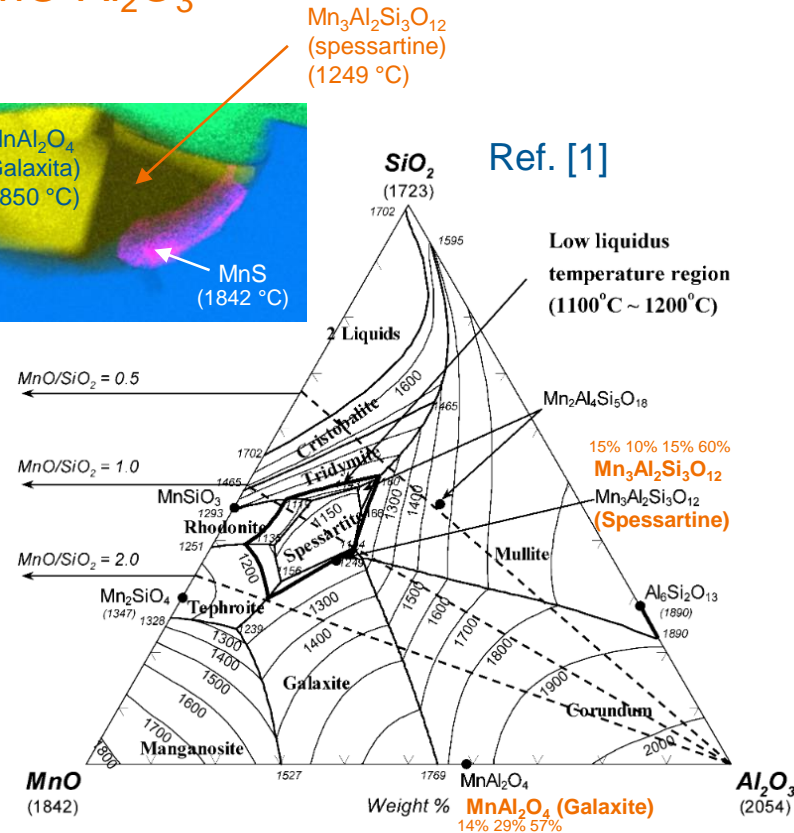 Mn₃Al₂Si₃O₁₂
(spessartine)
(1249 °C)
MnAl₂O₄
Galaxita)
850 °C)
MnS
(1842 °C)
Ref. [1]
SiO₂
(1723)
1702
1595
Low liquidus
temperature region
(1100°C ~ 1200°C)
2 Liquids
MnO/SiO₂ = 0.5
1600
Cristobalite
1465
Mn₂Al₄Si₅O₁₈
1702
Tridymite
15% 10% 15% 60%
Mn₃Al₂Si₃O₁₂
MnO/SiO₂ = 1.0
1465
MnSiO₃
1293
1300
1400
Mn₃Al₂Si₃O₁₂
(Spessartine)
1150
Rhodonite
Spessartite
1251
1135
Mullite
MnO/SiO₂ = 2.0
1200
1249
Mn₂SiO₄
(1347)
Tephroite
1300
1500
1600
Al₆Si₂O₁₃
(1890)
1328
1239
1300
1400
1400
1700
1890
1500
1800
1600
Galaxite
1900
1700
Corundum
1800
Manganosite
2000
MnO
(1842)
1527
1769
MnAl₂O₄
Al₂O₃
(2054)
Weight %
MnAl₂O₄ (Galaxite)
14% 29% 57%